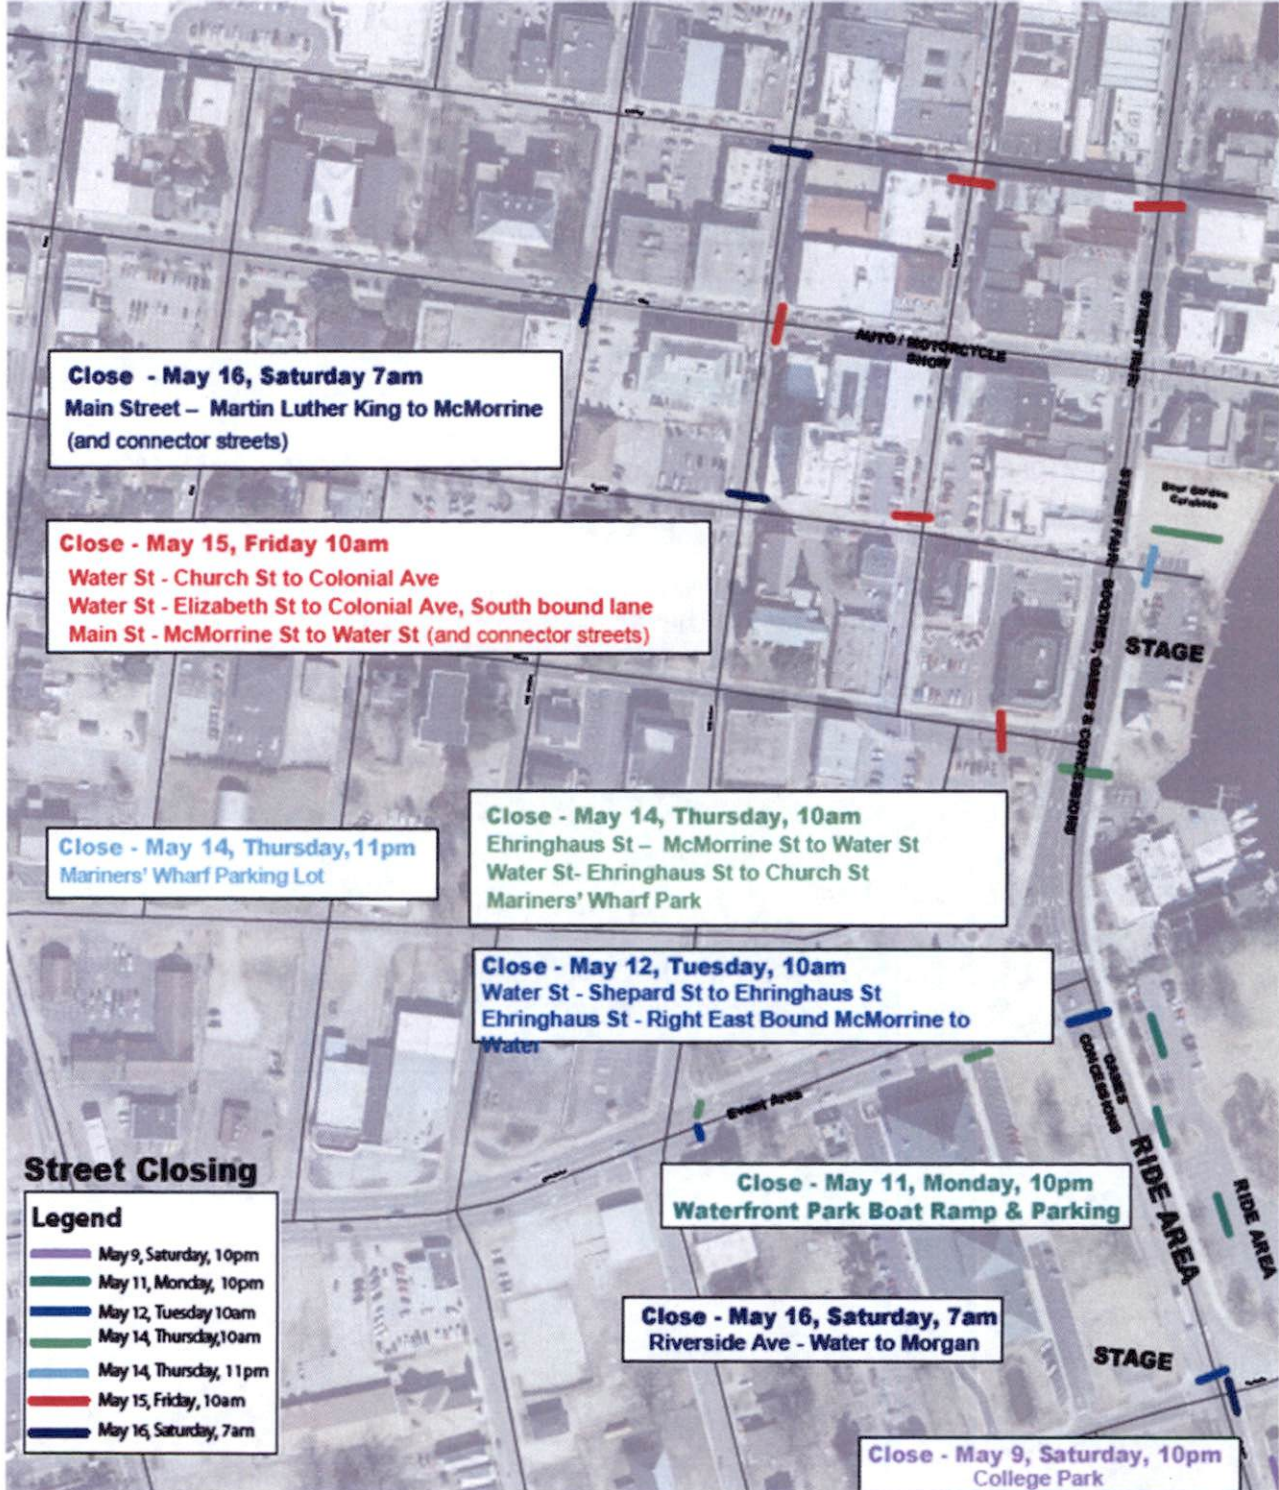 AUTO / MOTORCYCLE
SHOW
STREET FAIR
Close - May 16, Saturday 7am
Main Street – Martin Luther King to McMorrine
(and connector streets)
Beer Garden
STREET FAIR BOOTHES, GAMES & CONCESSIONS
Close - May 15, Friday 10am
Water St - Church St to Colonial Ave
Water St - Elizabeth St to Colonial Ave, South bound lane
Main St - McMorrine St to Water St (and connector streets)
STAGE
Close - May 14, Thursday, 11pm
Mariners' Wharf Parking Lot
Close - May 14, Thursday, 10am
Ehringhaus St – McMorrine St to Water St
Water St- Ehringhaus St to Church St
Mariners' Wharf Park
Close - May 12, Tuesday, 10am
Water St - Shepard St to Ehringhaus St
Ehringhaus St - Right East Bound McMorrine to
Water
GAMES
CONCESSIONS
Event Area
RIDE AREA
RIDE AREA
Close - May 11, Monday, 10pm
Waterfront Park Boat Ramp & Parking
Street Closing
Legend
May 9, Saturday, 10pm
May 11, Monday, 10pm
May 12, Tuesday 10am
May 14, Thursday,10am
May 14, Thursday, 11pm
May 15, Friday, 10am
May 16, Saturday, 7am
Close - May 16, Saturday, 7am
Riverside Ave - Water to Morgan
STAGE
Close - May 9, Saturday, 10pm
College Park